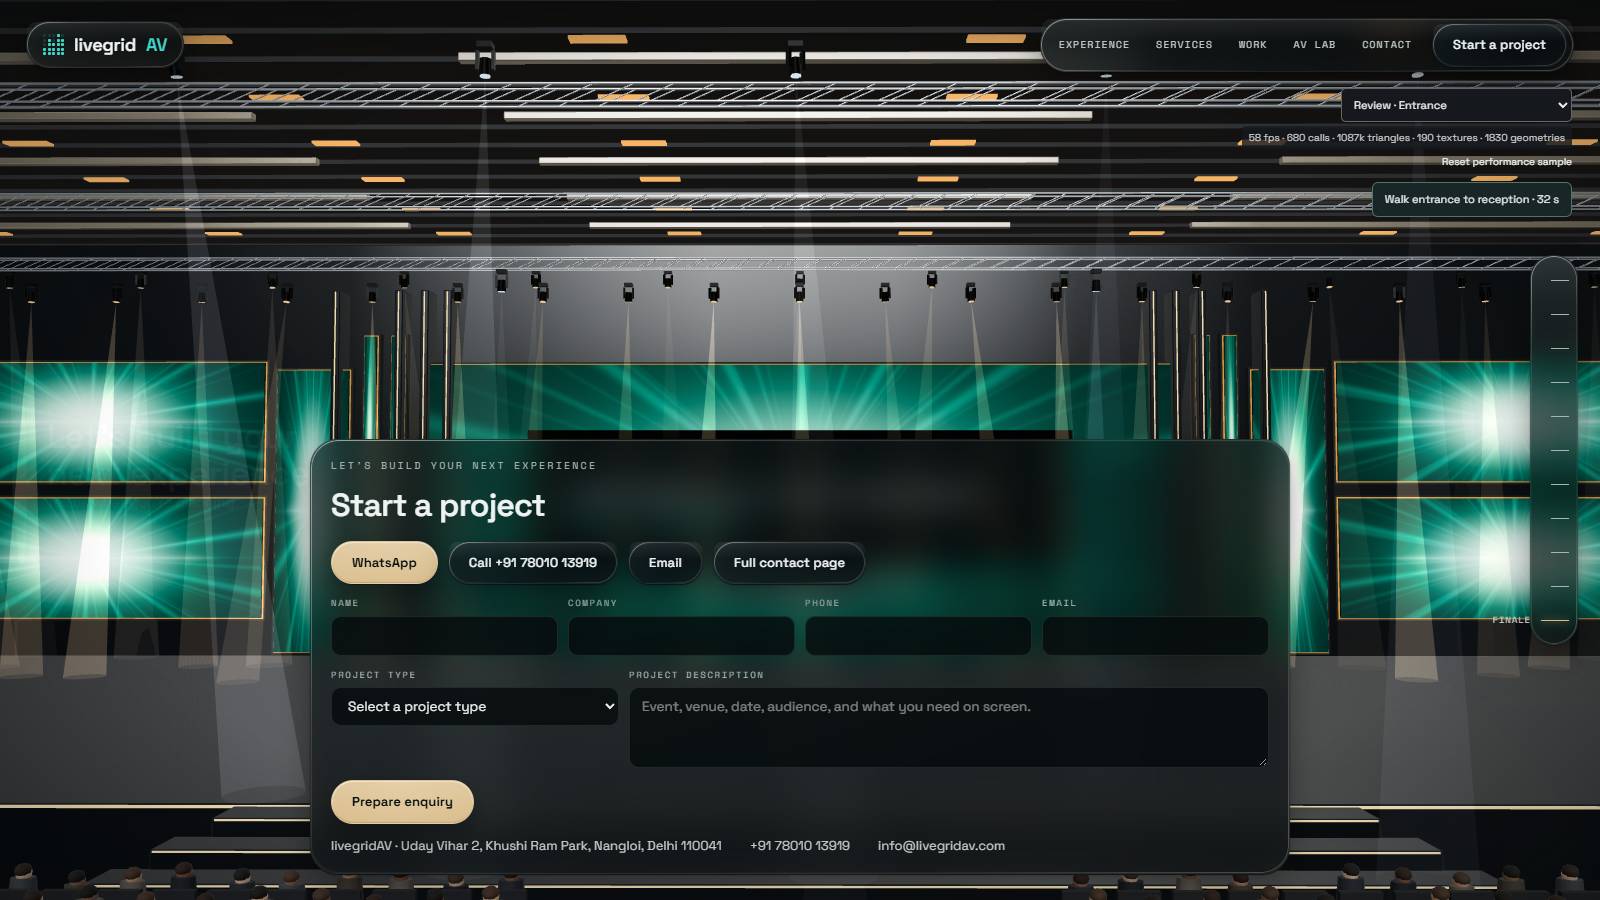 livegrid AV
EXPERIENCE SERVICES WORK AV LAB CONTACT Start a project
Review · Entrance
58 fps · 680 calls · 1087k triangles · 190 textures · 1830 geometries
Reset performance sample
Walk entrance to reception · 32 s
FINALE
LET'S BUILD YOUR NEXT EXPERIENCE
Start a project
WhatsApp Call +91 78010 13919 Email Full contact page
NAME COMPANY PHONE EMAIL
PROJECT TYPE PROJECT DESCRIPTION
Select a project type Event, venue, date, audience, and what you need on screen.
Prepare enquiry
livegridAV · Uday Vihar 2, Khushi Ram Park, Nangloi, Delhi 110041 +91 78010 13919 info@livegridav.com